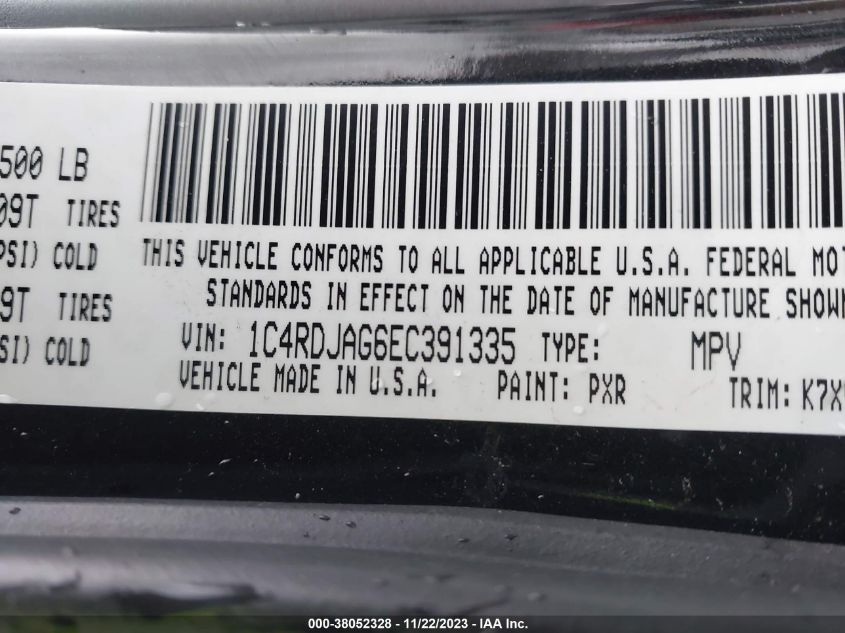 500 LB
09T TIRES
PSI) COLD
9T TIRES
SI) COLD
THIS VEHICLE CONFORMS TO ALL APPLICABLE U.S.A. FEDERAL MOT
STANDARDS IN EFFECT ON THE DATE OF MANUFACTURE SHOWN
VIN: 1C4RDJAG6EC391335 TYPE: MPV
VEHICLE MADE IN U.S.A. PAINT: PXR TRIM: K7X
000-38052328 - 11/22/2023 - IAA Inc.